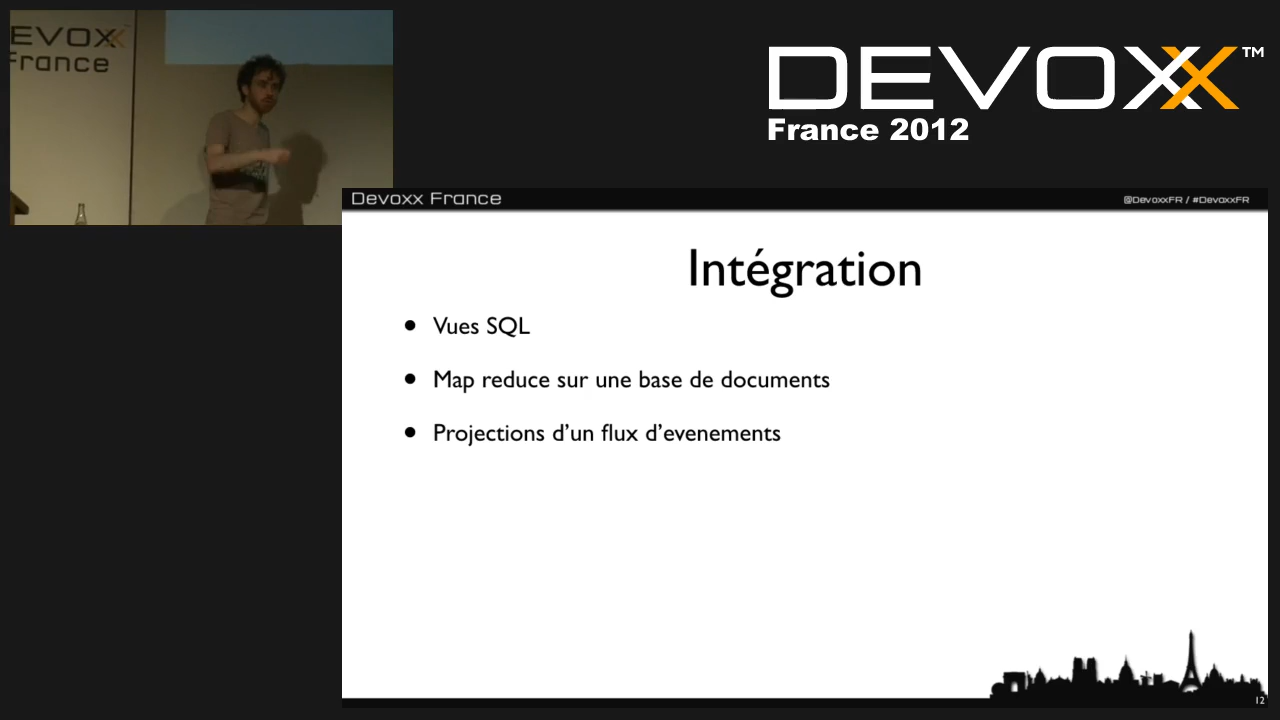 DEVOXX
France
DEVOXX™
France 2012
Devoxx France
@DevoxxFR / #DevoxxFR
Intégration
• Vues SQL
• Map reduce sur une base de documents
• Projections d’un flux d’evenements
12